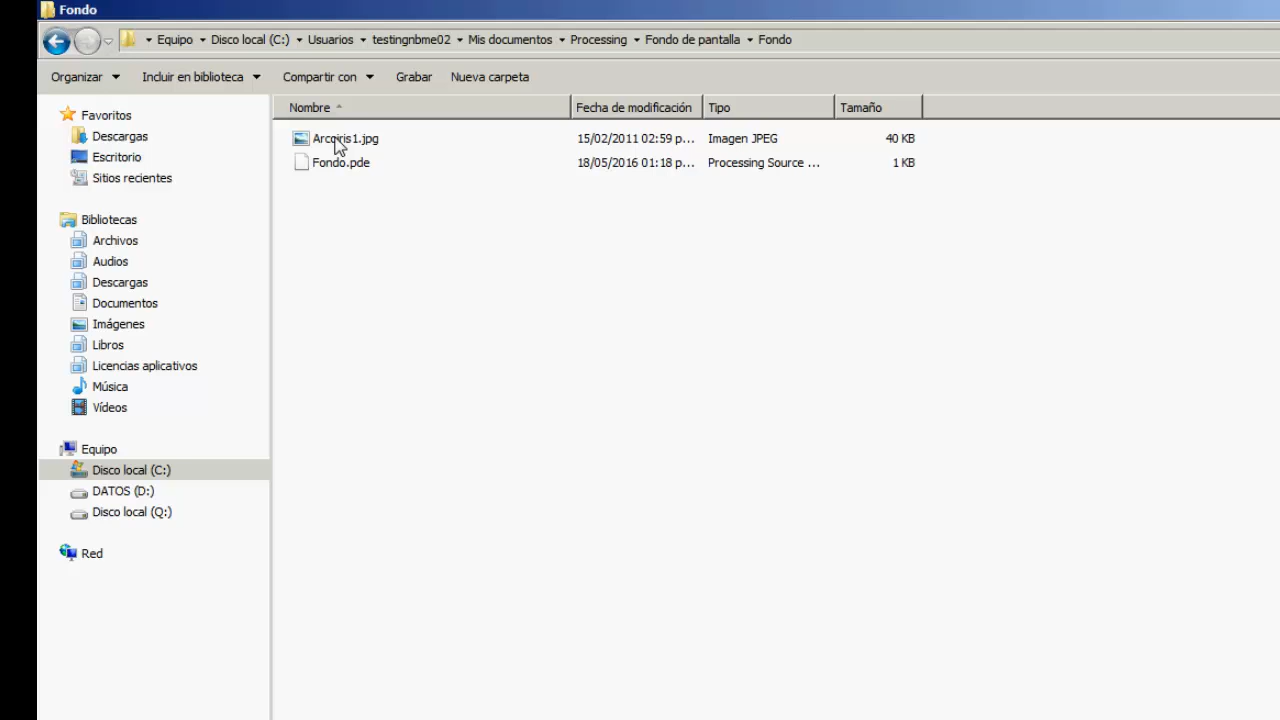 Fondo
Equipo Disco local (C:) Usuarios testingnbme02 Mis documentos Processing Fondo de pantalla Fondo
Organizar Incluir en biblioteca Compartir con Grabar Nueva carpeta
Nombre Fecha de modificación Tipo Tamaño
Arcoiris1.jpg 15/02/2011 02:59 p... Imagen JPEG 40 KB
Fondo.pde 18/05/2016 01:18 p... Processing Source ... 1 KB
Favoritos
Descargas
Escritorio
Sitios recientes
Bibliotecas
Archivos
Audios
Descargas
Documentos
Imágenes
Libros
Licencias aplicativos
Música
Vídeos
Equipo
Disco local (C:)
DATOS (D:)
Disco local (Q:)
Red